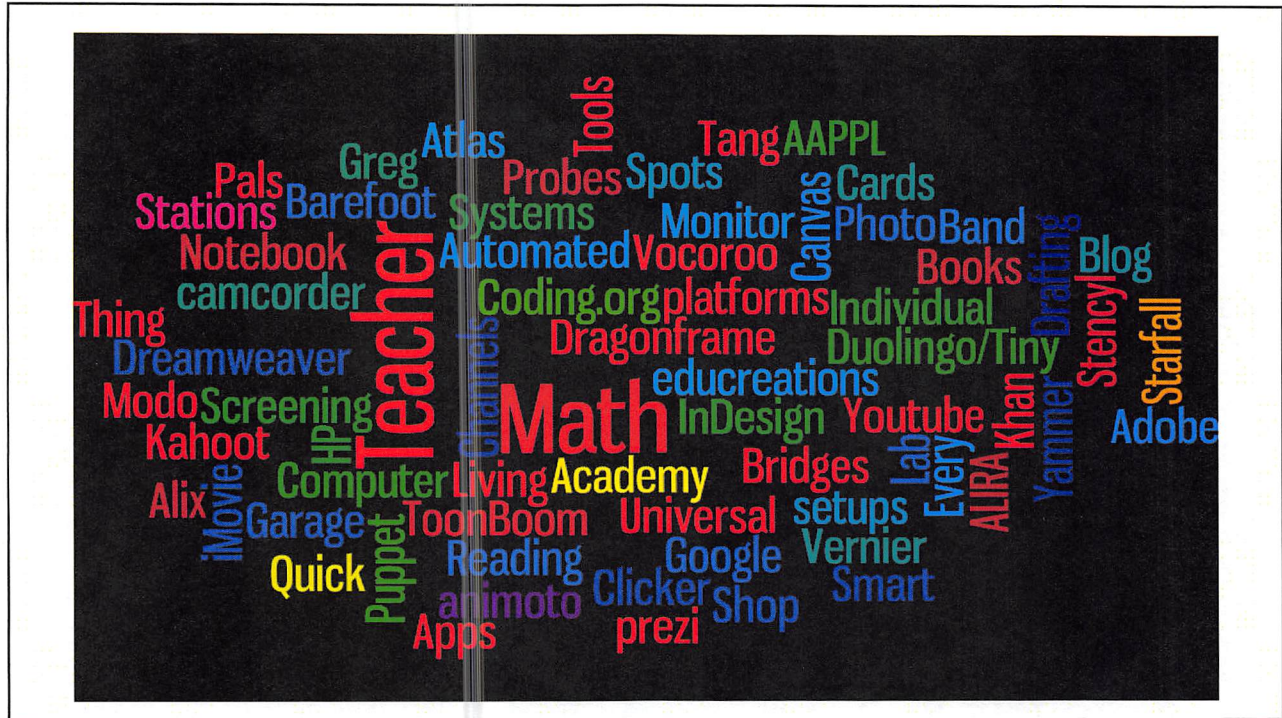 Tools
Atlas
Tang
AAPPL
Greg
Pals
Probes
Spots
Cards
Barefoot
Stations
Systems
Monitor
Canvas
Photo
Band
Notebook
Automated
Vocoroo
Books
Drafting
Blog
camcorder
Teacher
Coding.org
platforms
Individual
Thing
Channels
Dragonframe
Duolingo/Tiny
Stencyl
Starfall
Dreamweaver
educreations
Modo
Screening
Math
InDesign
Youtube
Khan
Yammer
Adobe
Kahoot
HP
Computer
Living
Academy
Bridges
Lab
Every
ALIRA
Alix
iMovie
Garage
ToonBoom
Universal
setups
Vernier
Quick
Puppet
Reading
Google
Smart
animoto
Clicker
Shop
Apps
prezi